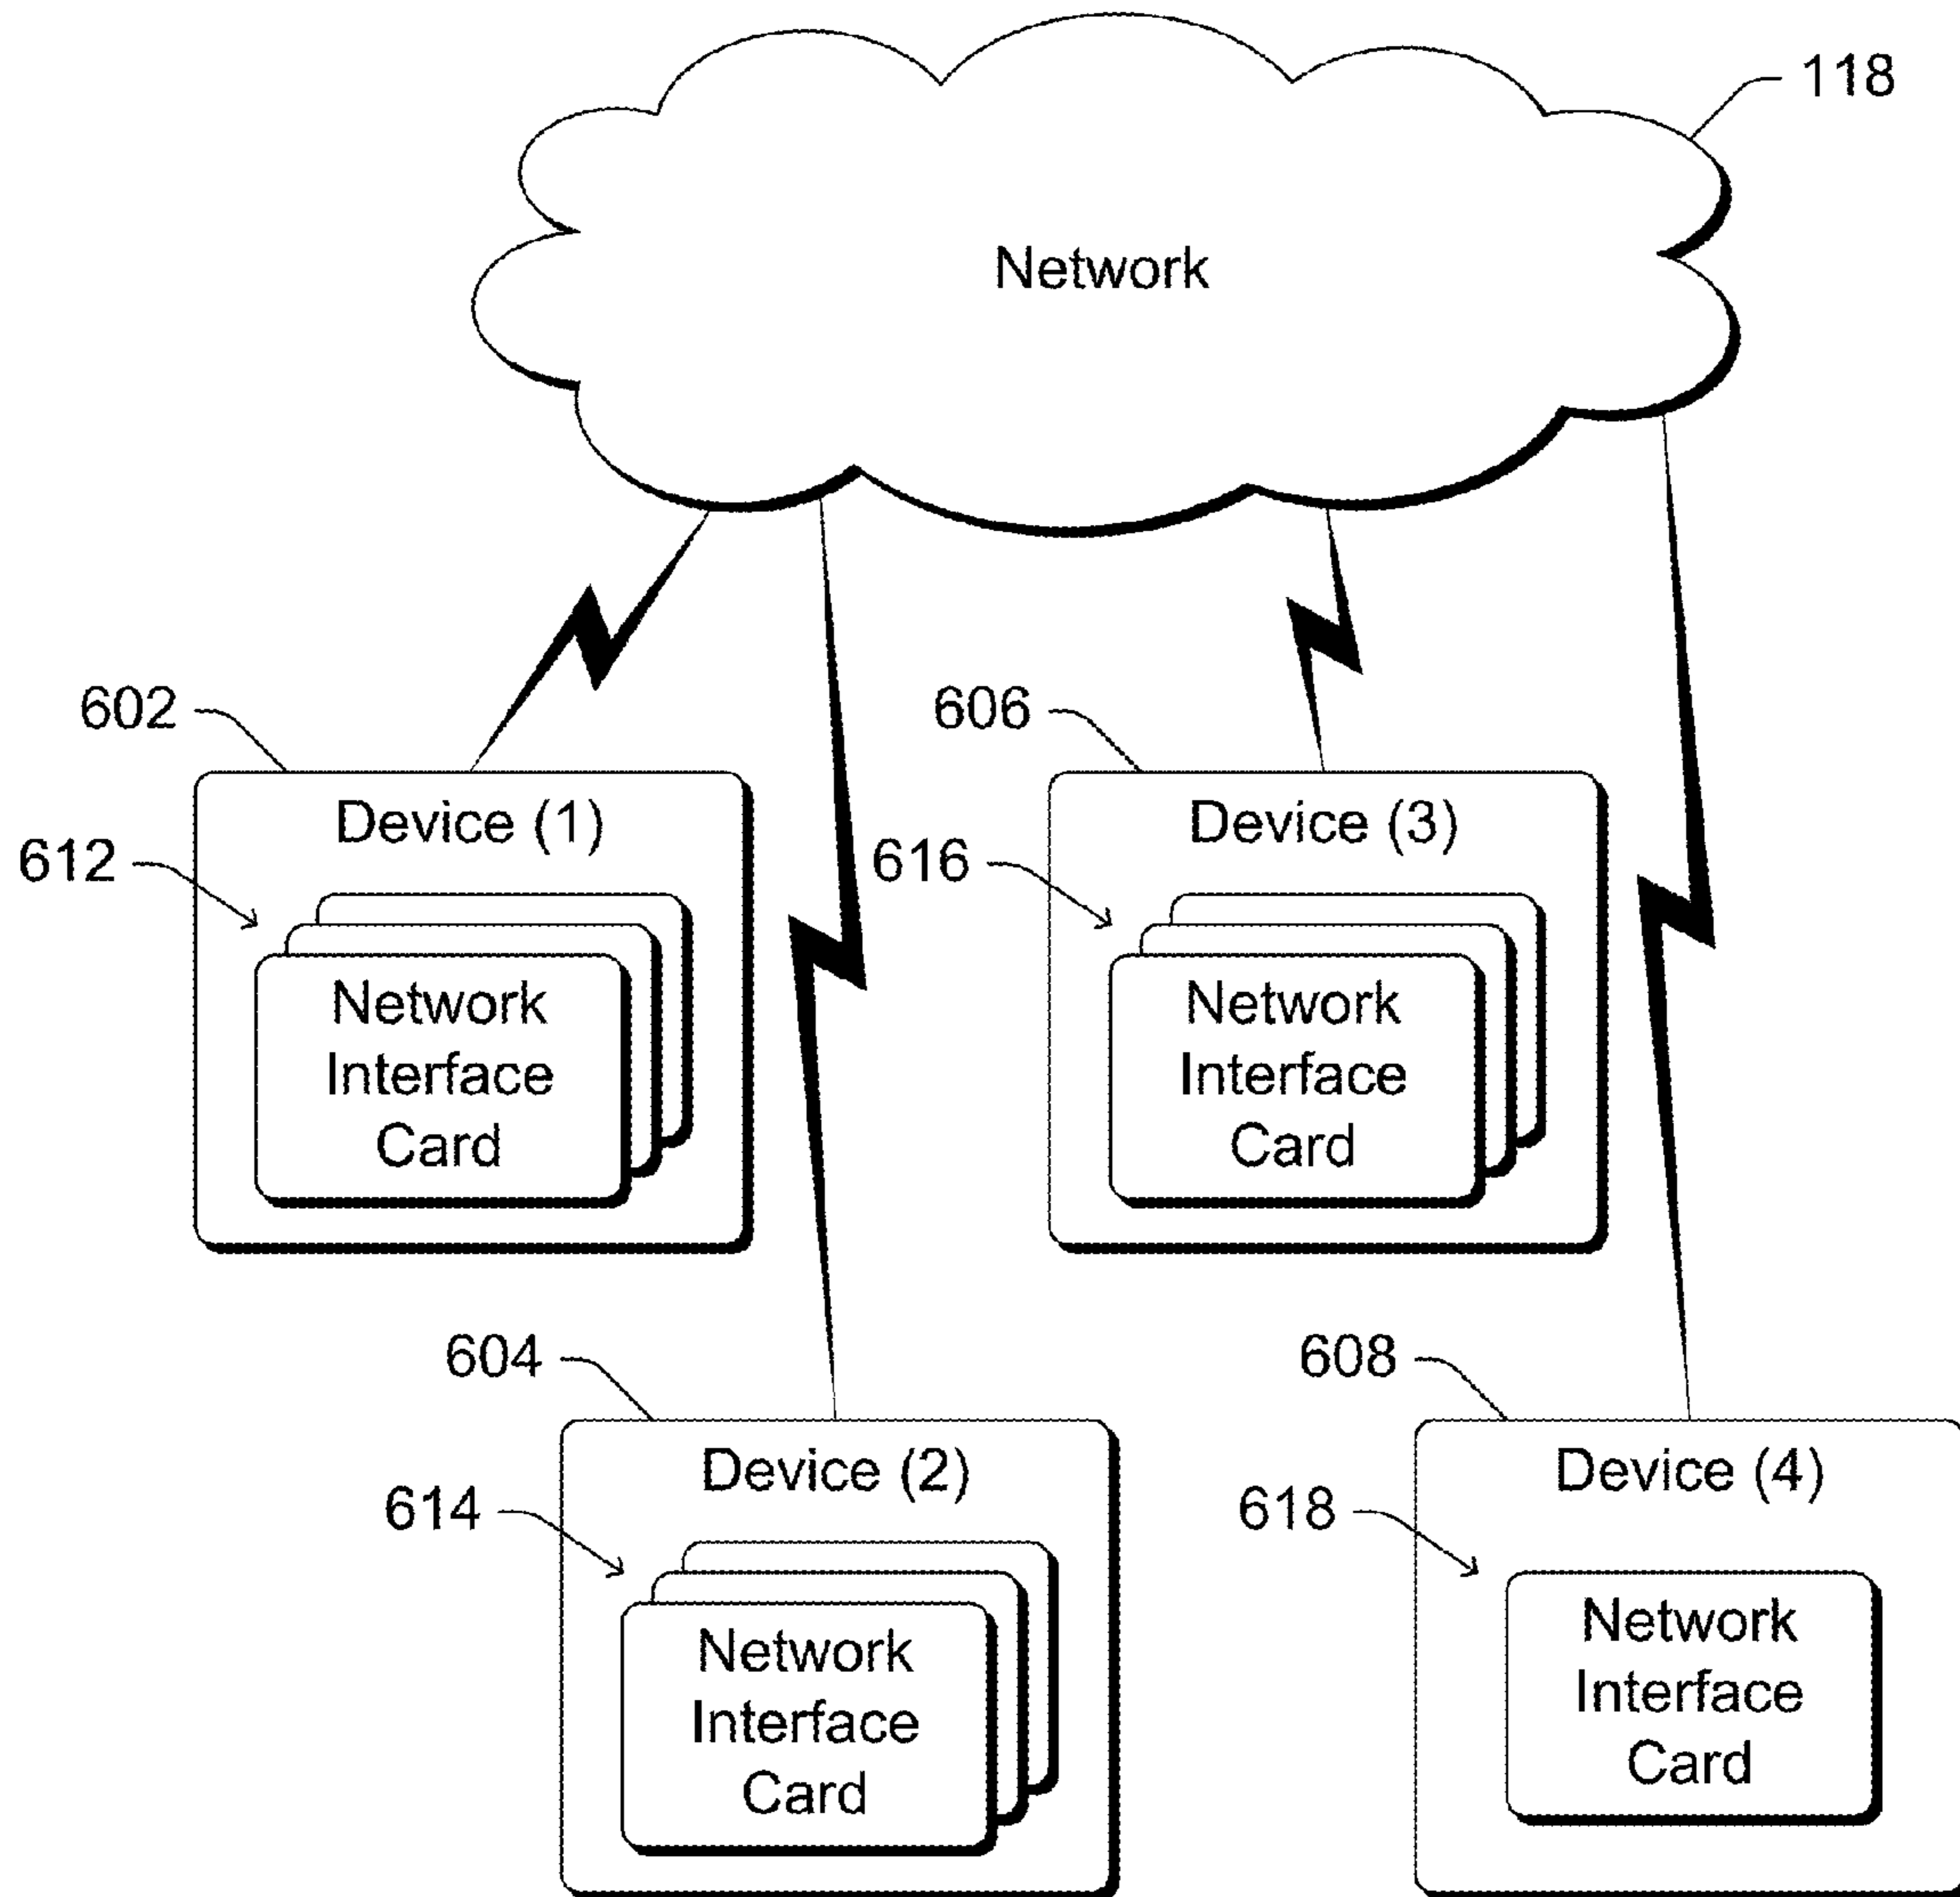 118
Network
602
606
Device (1)
Device (3)
612
616
Network
Interface
Card
Network
Interface
Card
604
608
Device (2)
Device (4)
614
618
Network
Interface
Card
Network
Interface
Card